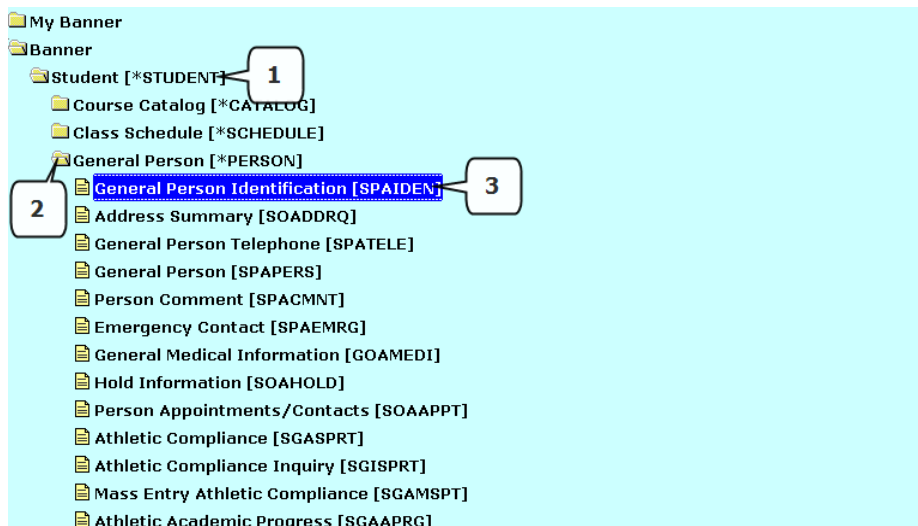 My Banner
Banner
Student [*STUDENT] 1
Course Catalog [*CATALOG]
Class Schedule [*SCHEDULE]
General Person [*PERSON]
General Person Identification [SPAIDEN] 3
2
Address Summary [SOADDRQ]
General Person Telephone [SPATELE]
General Person [SPAPERS]
Person Comment [SPACMNT]
Emergency Contact [SPAEMRG]
General Medical Information [GOAMEDI]
Hold Information [SOAHOLD]
Person Appointments/Contacts [SOAAPPT]
Athletic Compliance [SGASPRT]
Athletic Compliance Inquiry [SGISPRT]
Mass Entry Athletic Compliance [SGAMSPT]
Athletic Academic Progress [SGAAPRG]